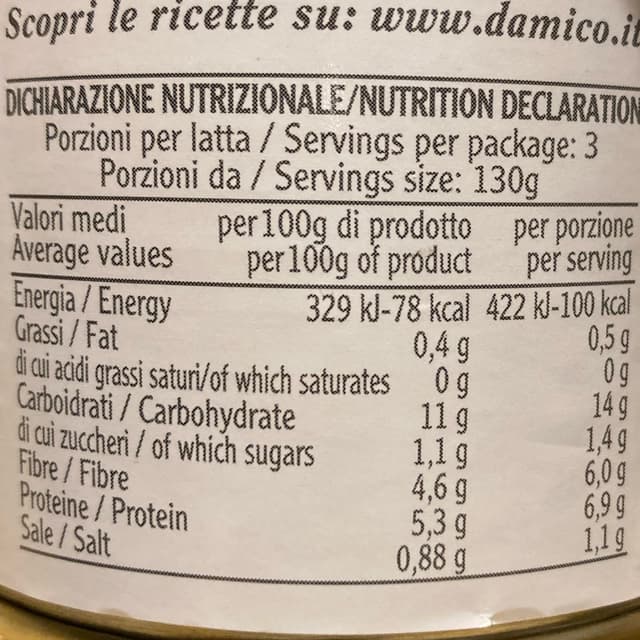 Scopri le ricette su: www.damico.it
DICHIARAZIONE NUTRIZIONALE/NUTRITION DECLARATION
Porzioni per latta / Servings per package: 3
Porzioni da / Servings size: 130g
Valori medi per 100g di prodotto per porzione
Average values per 100g of product per serving
Energia / Energy 329 kJ-78 kcal 422 kJ-100 kcal
Grassi / Fat 0,4 g 0,5 g
di cui acidi grassi saturi/of which saturates 0 g 0 g
Carboidrati / Carbohydrate 11 g 14 g
di cui zuccheri / of which sugars 1,1 g 1,4 g
Fibre / Fibre 4,6 g 6,0 g
Proteine / Protein 5,3 g 6,9 g
Sale / Salt 0,88 g 1,1 g